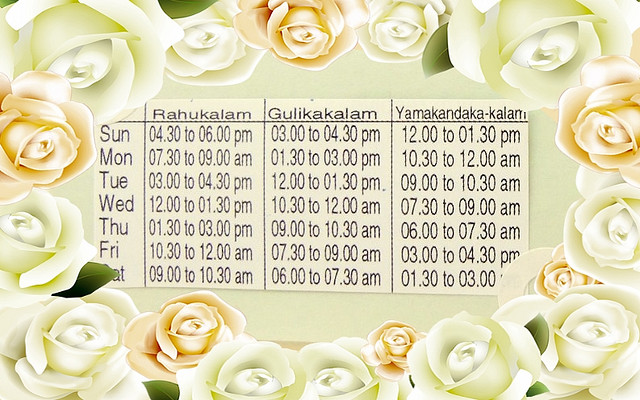 Rahukalam Gulikakalam Yamakandaka-kalam
Sun 04.30 to 06.00 pm 03.00 to 04.30 pm 12.00 to 01.30 pm
Mon 07.30 to 09.00 am 01.30 to 03.00 pm 10.30 to 12.00 am
Tue 03.00 to 04.30 pm 12.00 to 01.30 pm. 09.00 to 10.30 am
Wed 12.00 to 01.30 pm 10.30 to 12.00 am 07.30 to 09.00 am
Thu 01.30 to 03.00 pm 09.00 to 10.30 am 06.00 to 07.30 am
Fri 10.30 to 12.00 am 07.30 to 09.00 am 03.00 to 04.30 pm
at 09.00 to 10.30 am 06.00 to 07.30 am 01.30 to 03.00